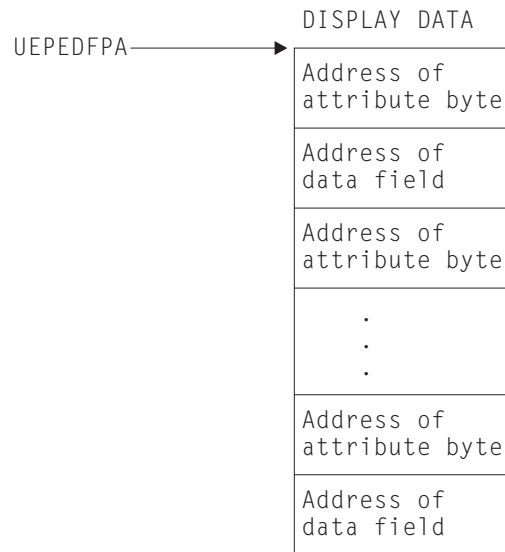 DISPLAY DATA
UEPEDFPA
Address of
attribute byte
Address of
data field
Address of
attribute byte
.
.
.
Address of
attribute byte
Address of
data field